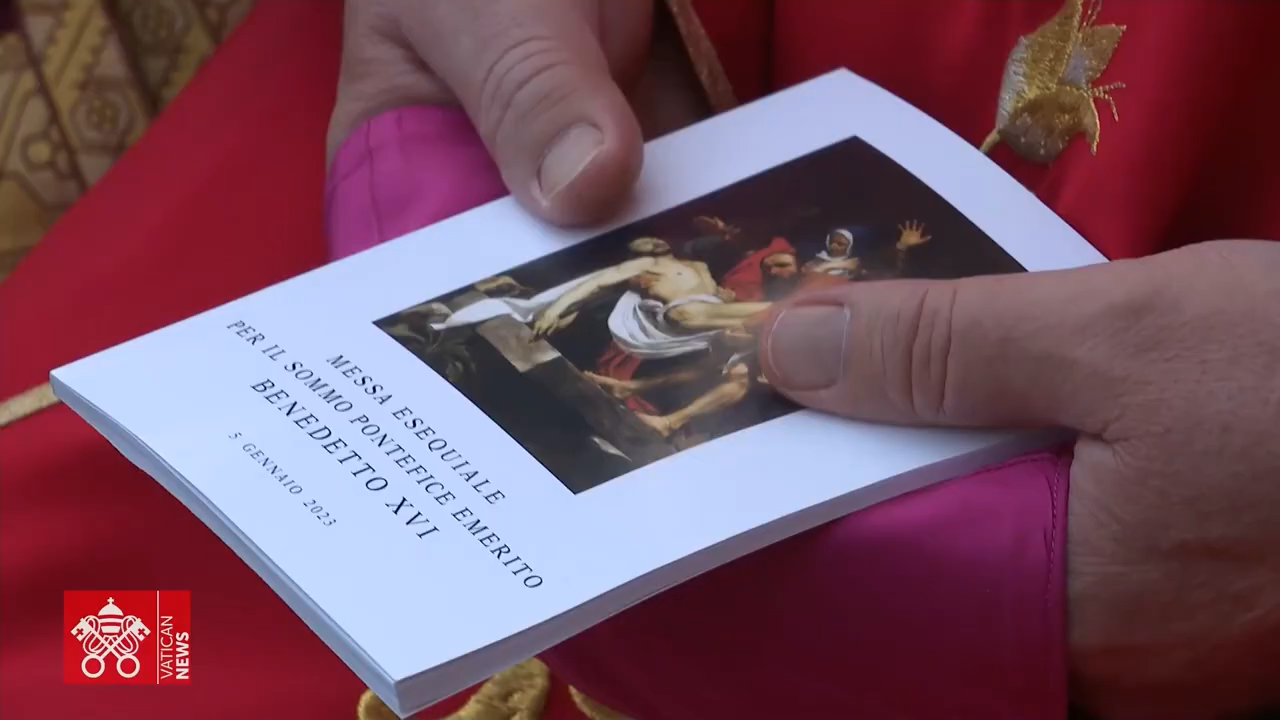 MESSA ESEQUIALE
PER IL SOMMO PONTEFICE EMERITO
BENEDETTO XVI
5 GENNAIO 2023
VATICAN
NEWS